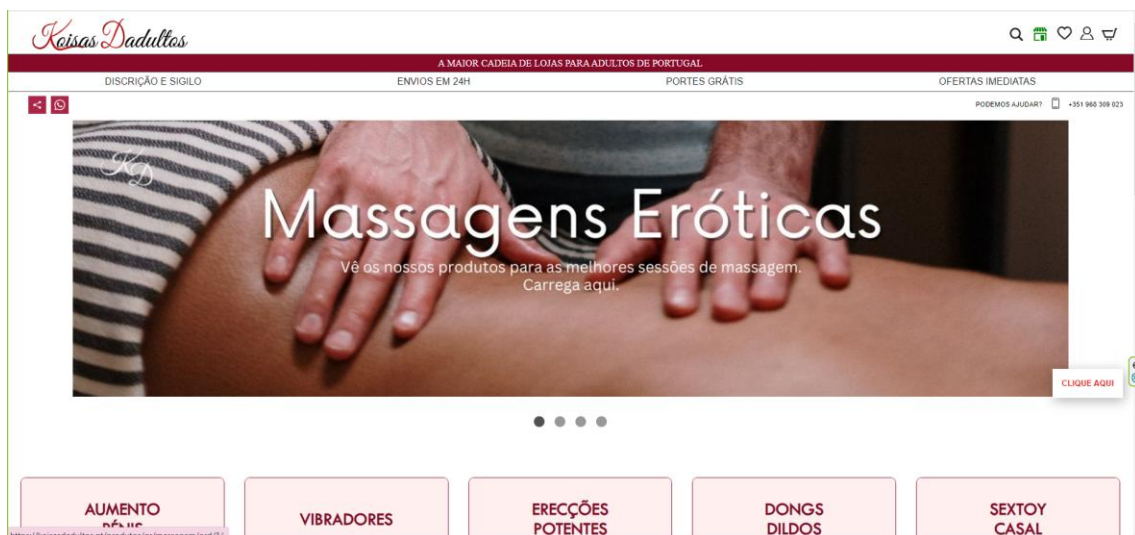 Koisas Dadultos
A MAIOR CADEIA DE LOJAS PARA ADULTOS DE PORTUGAL
DISCRIÇÃO E SIGILO
ENVIOS EM 24H
PORTES GRÁTIS
OFERTAS IMEDIATAS
PODEMOS AJUDAR?
+351 968 309 023
KD
Massagens Eróticas
Vê os nossos produtos para as melhores sessões de massagem.
Carrega aqui.
CLIQUE AQUI
AUMENTO
PÉNIS
VIBRADORES
ERECÇÕES
POTENTES
DONGS
DILDOS
SEXTOY
CASAL